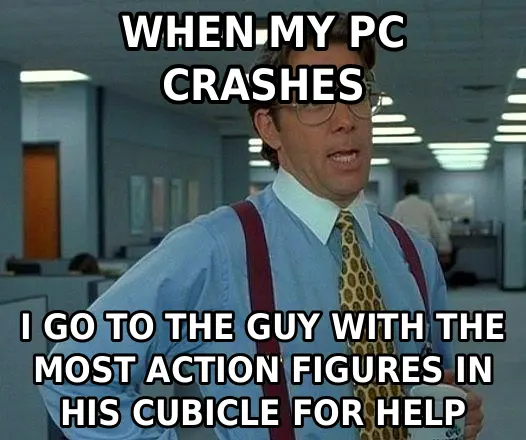 WHEN MY PC
CRASHES
I GO TO THE GUY WITH THE
MOST ACTION FIGURES IN
HIS CUBICLE FOR HELP